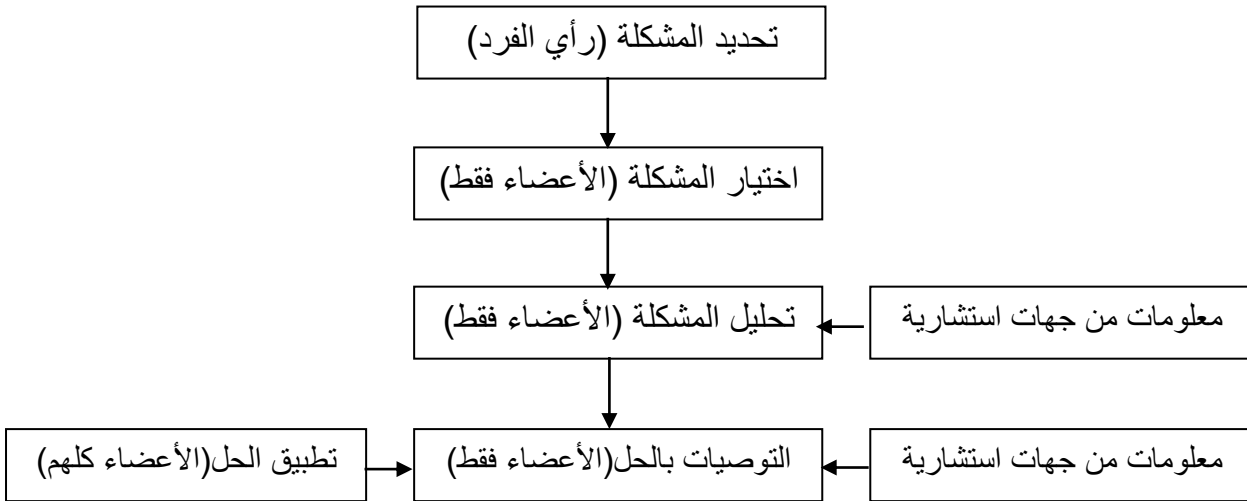 تحديد المشكلة (رأي الفرد)
اختيار المشكلة (الأعضاء فقط)
معلومات من جهات استشارية
تحليل المشكلة (الأعضاء فقط)
معلومات من جهات استشارية
التوصيات بالحل(الأعضاء فقط)
تطبيق الحل(الأعضاء كلهم)